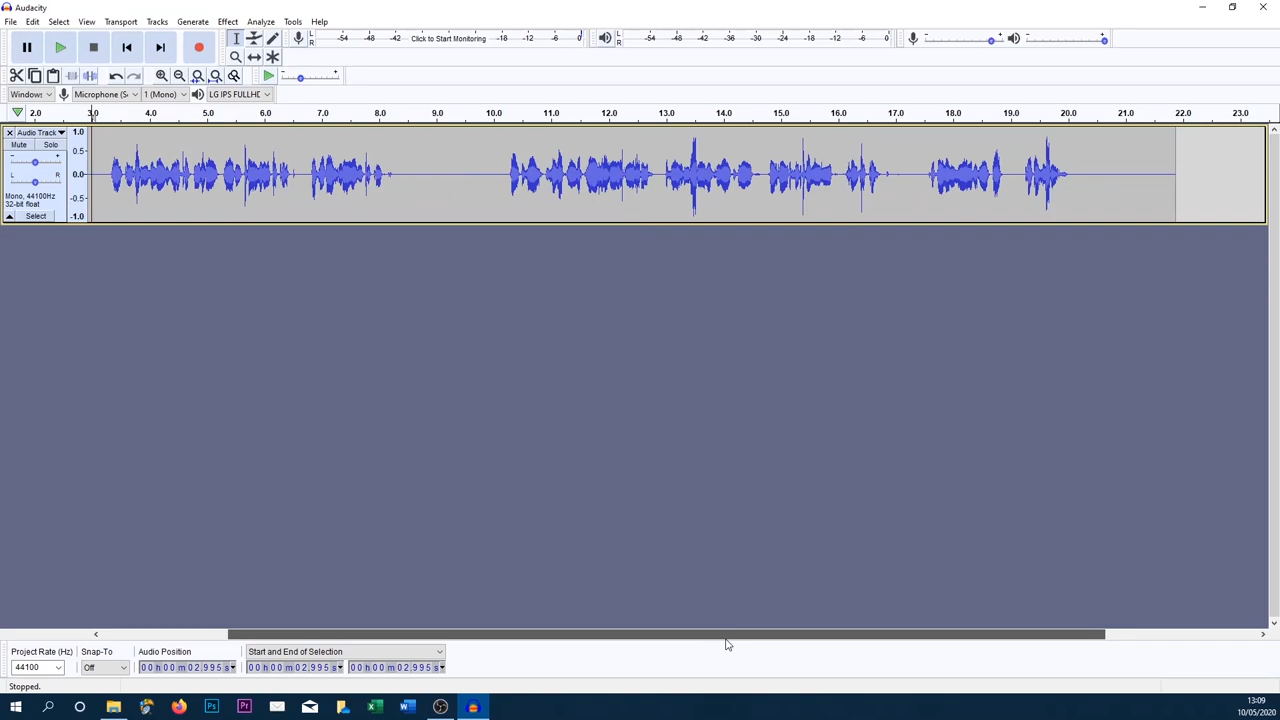 Audacity
File Edit Select View Transport Tracks Generate Effect Analyze Tools Help
L R -54 -48 -42 Click to Start Monitoring -18 -12 -6 0 L R -54 -48 -42 -36 -30 -24 -18 -12 -6 0 - + - +
- +
Windows Microphone (S 1 (Mono) LG IPS FULLHD
2.0 3.0 4.0 5.0 6.0 7.0 8.0 9.0 10.0 11.0 12.0 13.0 14.0 15.0 16.0 17.0 18.0 19.0 20.0 21.0 22.0 23.0
Audio Track 1.0
Mute Solo
- + 0.5
L R 0.0
Mono, 44100Hz -0.5
32-bit float
Select -1.0
Project Rate (Hz) Snap-To Audio Position Start and End of Selection
44100 Off 00 h 00 m 02.995 s 00 h 00 m 02.995 s 00 h 00 m 02.995 s
Stopped.
Ps Pr
13:09
10/05/2020